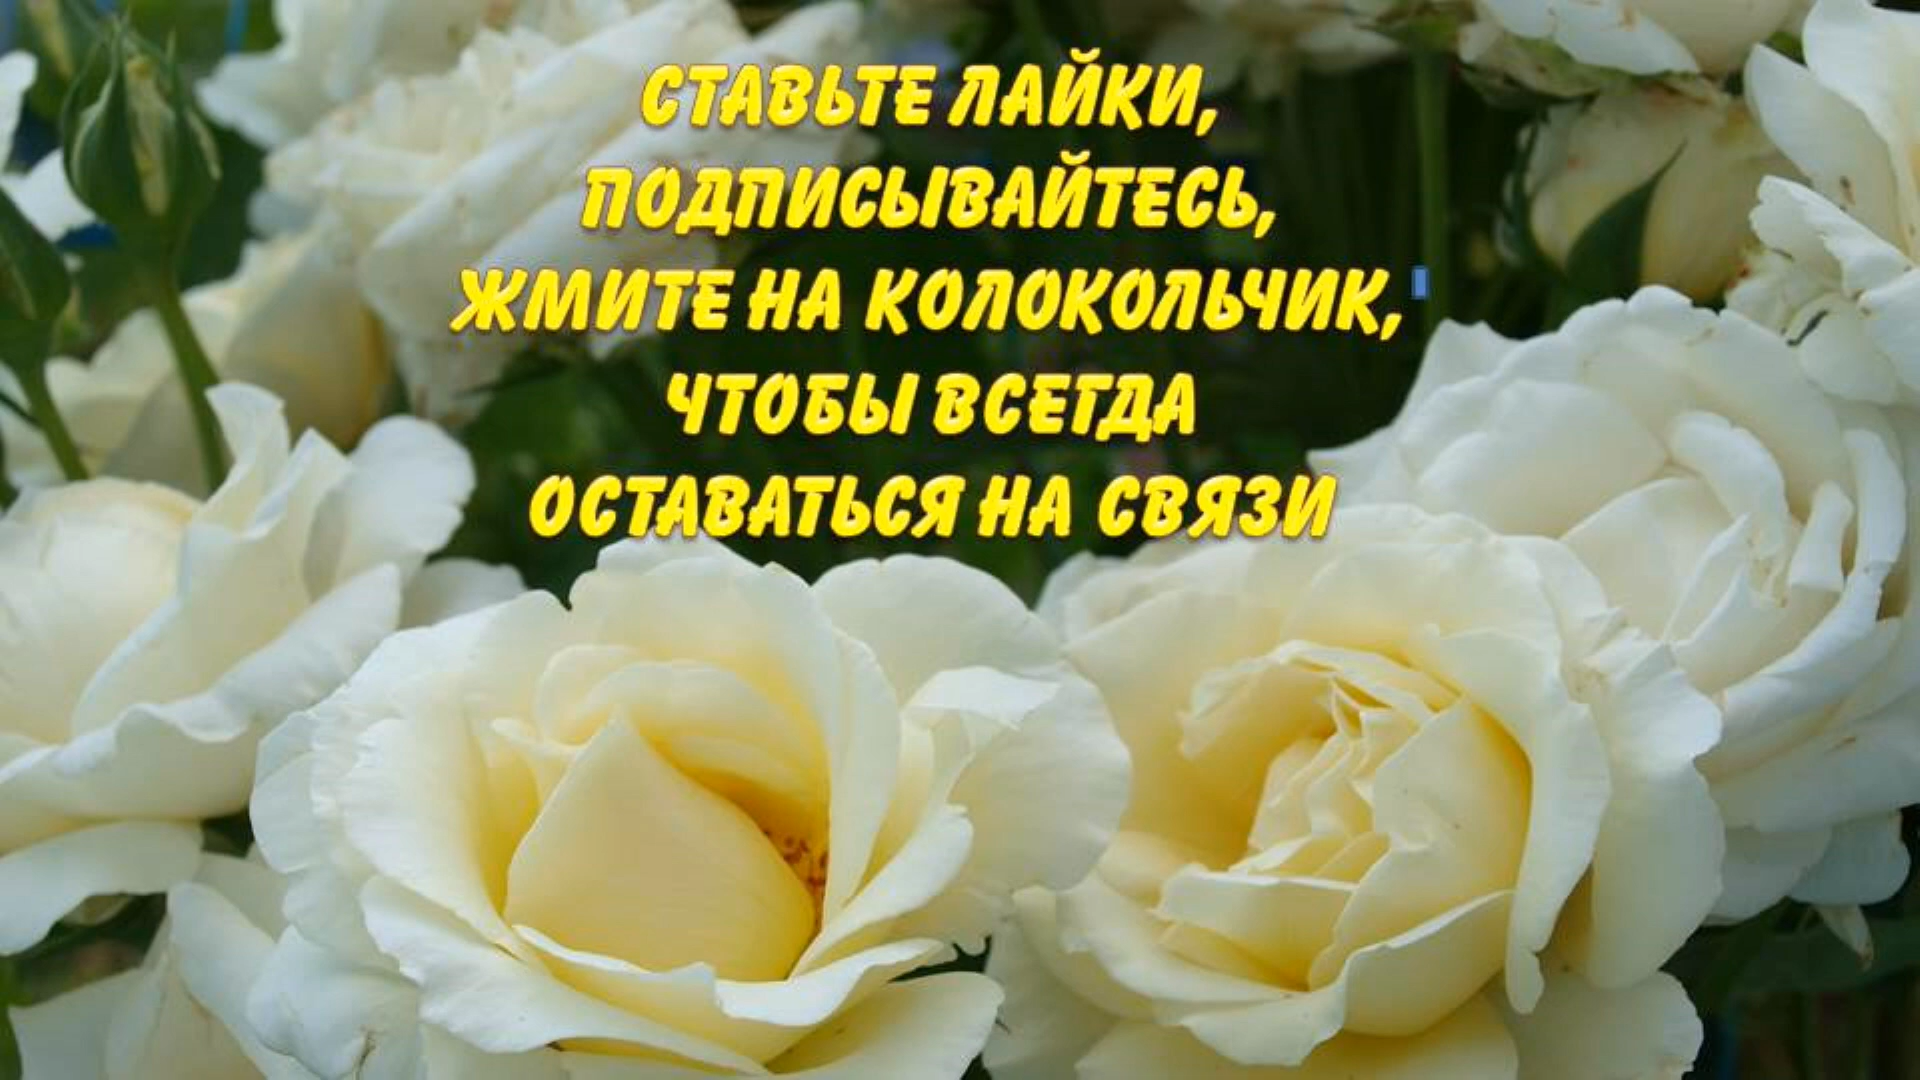 СТАВЬТЕ ЛАЙКИ,
ПОДПИСЫВАЙТЕСЬ,
ЖМИТЕ НА КОЛОКОЛЬЧИК,
ЧТОБЫ ВСЕГДА
ОСТАВАТЬСЯ НА СВЯЗИ